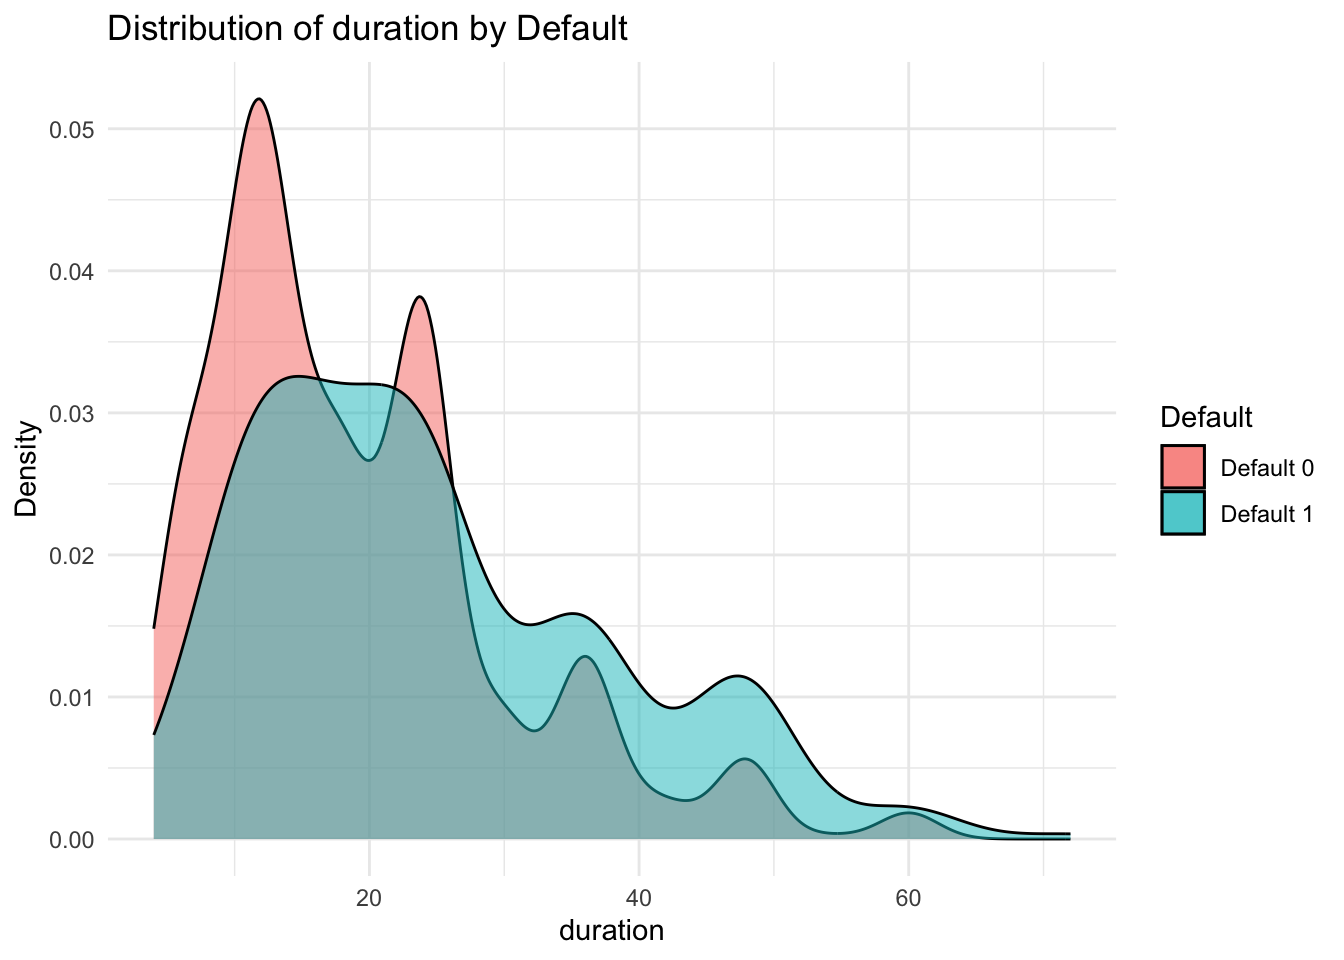 Distribution of duration by Default
0.05
0.04
0.03
0.02
0.01
0.00
Density
20 40 60
duration
Default
Default 0
Default 1